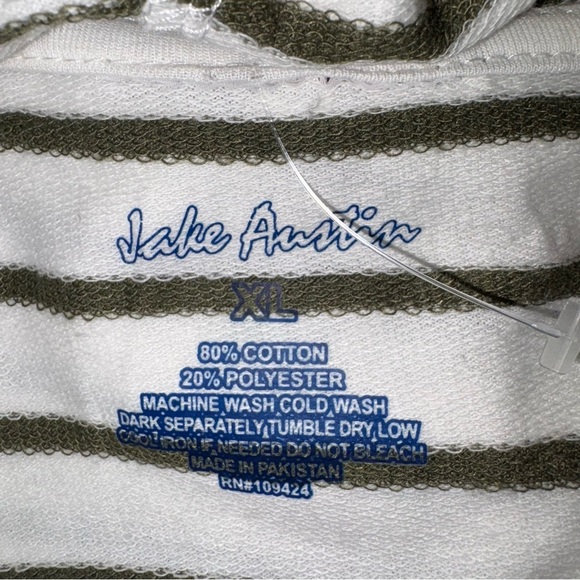 Jake Austin
XL
80% COTTON
20% POLYESTER
MACHINE WASH COLD, WASH
DARK SEPARATELY, TUMBLE DRY, LOW
COOL IRON IF NEEDED DO NOT BLEACH
MADE IN PAKISTAN
RN#109424